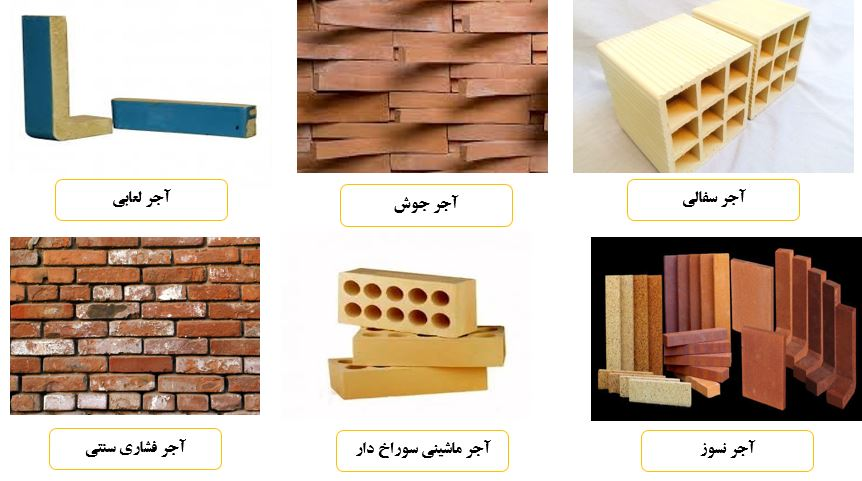 آجر سفالی
آجر جوش
آجر لعابی
آجر نسوز
آجر ماشینی سوراخ دار
آجر فشاری سنتی